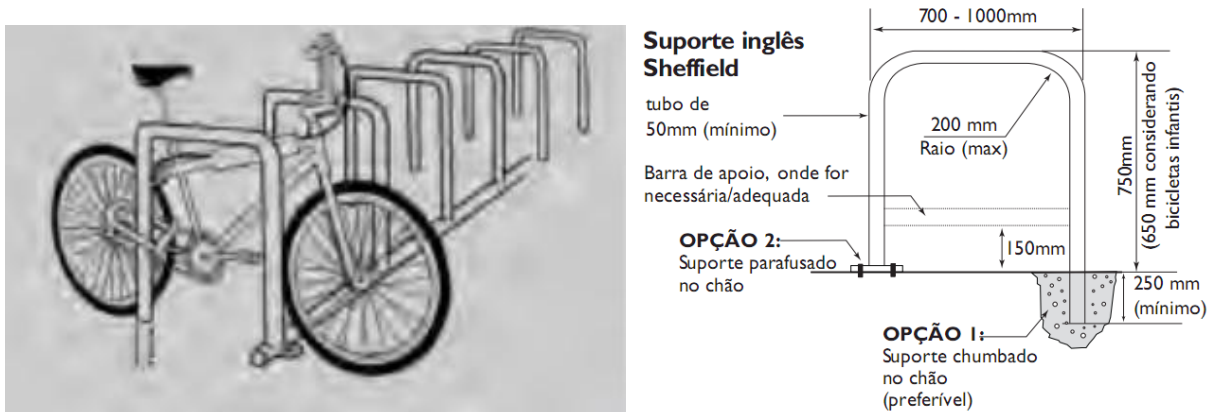 700 - 1000mm
Suporte inglês
Sheffield
tubo de
50mm (mínimo)
200 mm
Raio (max)
750mm
(650 mm considerando
bicicletas infantis)
Barra de apoio, onde for
necessária/adequada
150mm
OPÇÃO 2:
Suporte parafusado
no chão
250 mm
(mínimo)
OPÇÃO 1:
Suporte chumbado
no chão
(preferível)